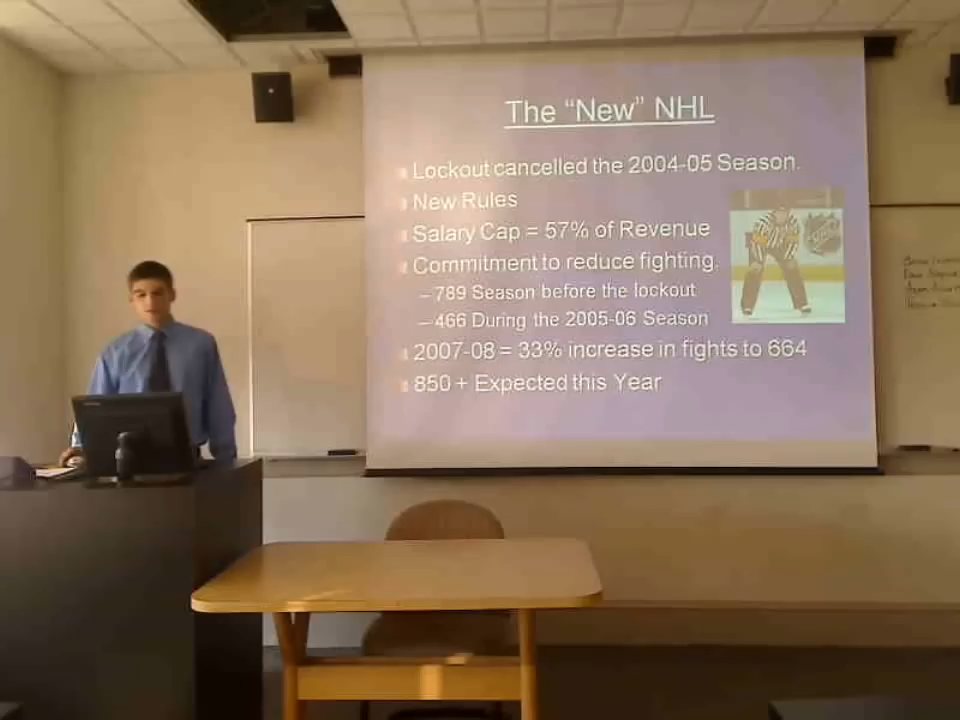 The “New” NHL
Lockout cancelled the 2004-05 Season.
New Rules
Salary Cap = 57% of Revenue
Commitment to reduce fighting.
– 789 Season before the lockout
– 466 During the 2005-06 Season
2007-08 = 33% increase in fights to 664
850 + Expected this Year